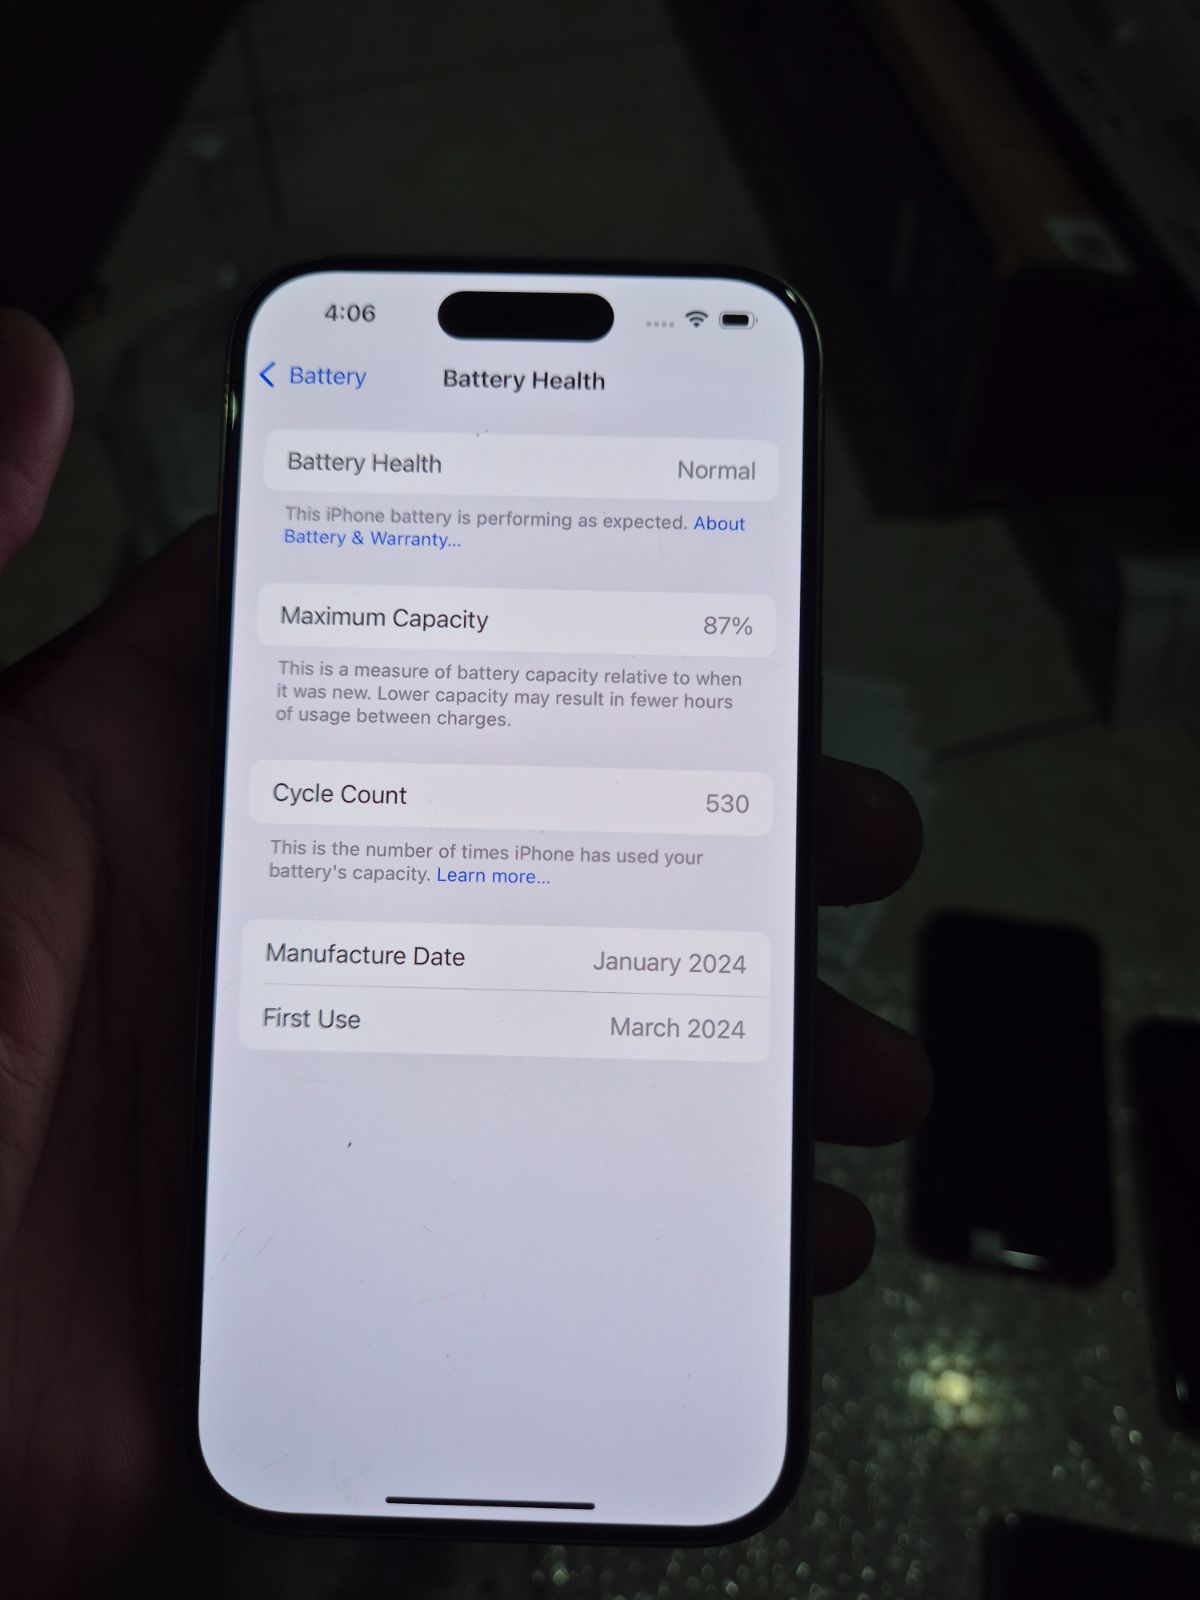 4:06
Battery
Battery Health
Battery Health Normal
This iPhone battery is performing as expected. About
Battery & Warranty...
Maximum Capacity 87%
This is a measure of battery capacity relative to when
it was new. Lower capacity may result in fewer hours
of usage between charges.
Cycle Count 530
This is the number of times iPhone has used your
battery's capacity. Learn more...
Manufacture Date January 2024
First Use March 2024